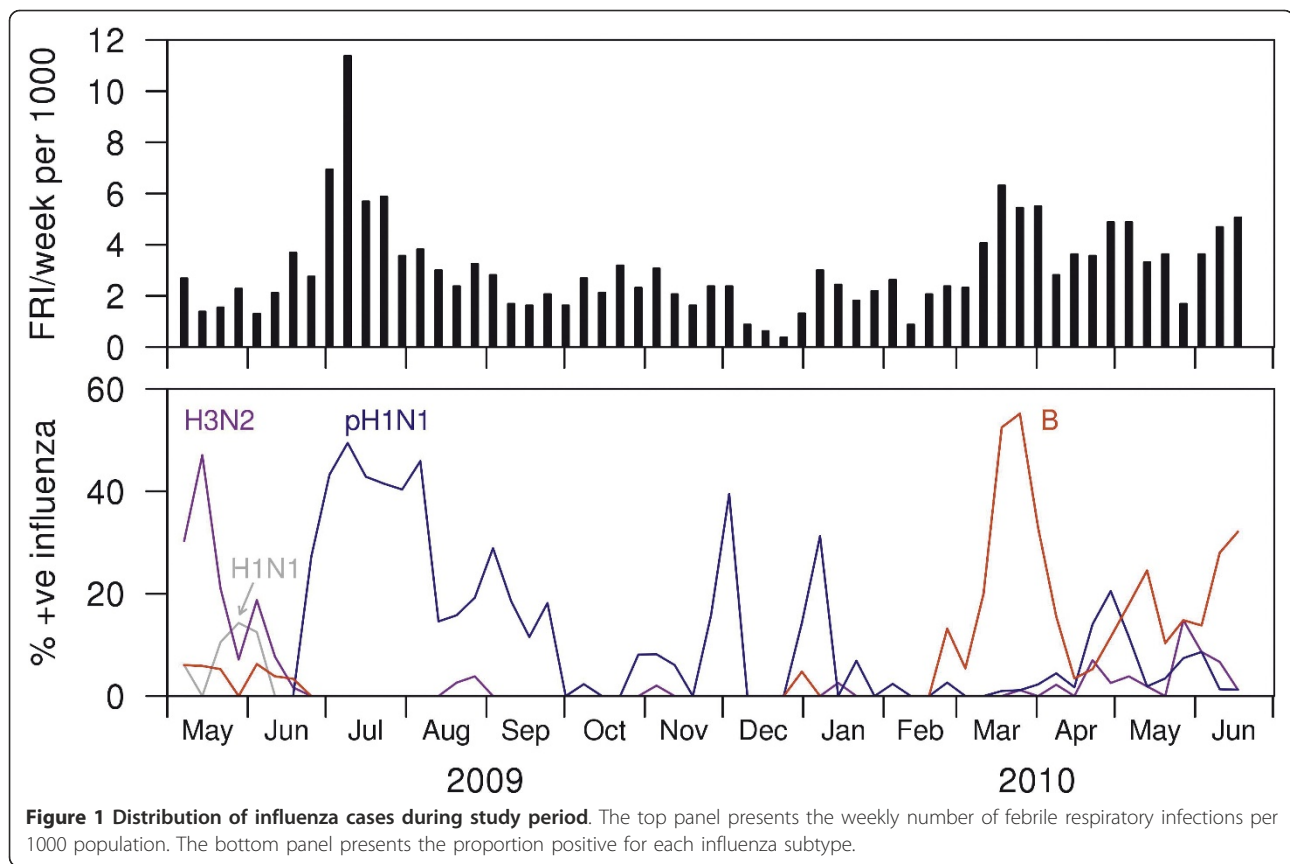 12
10
8
6
4
2
0
FRI/week per 1000
60
40
20
0
% +ve influenza
H3N2
pH1N1
B
H1N1
May Jun Jul Aug Sep Oct Nov Dec Jan Feb Mar Apr May Jun
2009 2010
Figure 1 Distribution of influenza cases during study period. The top panel presents the weekly number of febrile respiratory infections per
1000 population. The bottom panel presents the proportion positive for each influenza subtype.